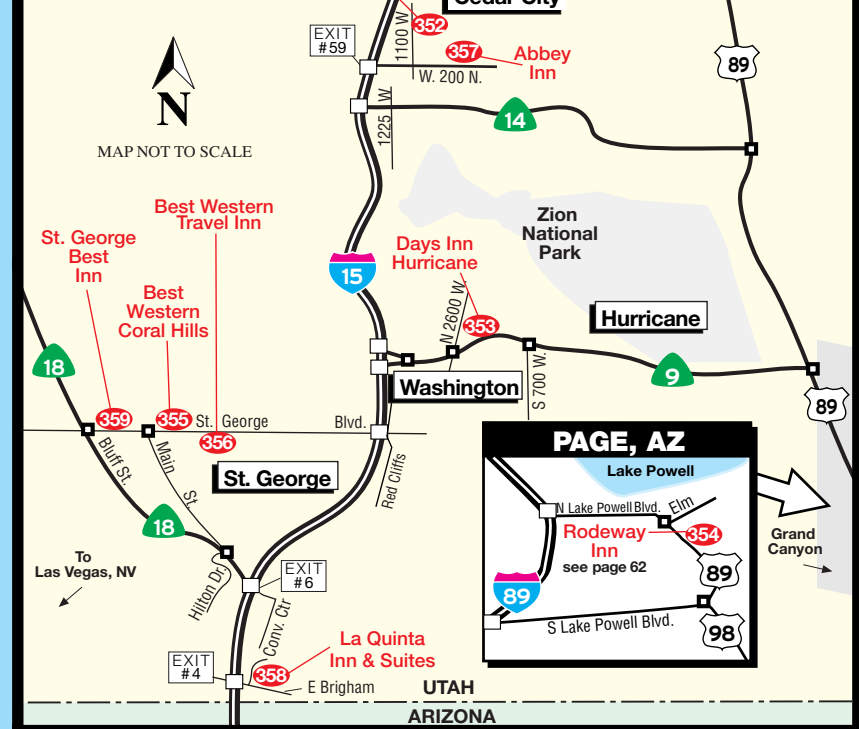 Cedar City
352
1100 W
EXIT
#59
357
Abbey
Inn
W. 200 N.
89
N
MAP NOT TO SCALE
1225 W
14
Best Western
Travel Inn
St. George
Best
Inn
Best
Western
Coral Hills
Zion
National
Park
Days Inn
Hurricane
15
N 2600 W.
353
Hurricane
18
9
S 700 W.
Washington
89
359
355
St. George
Blvd.
356
Bluff St.
Main St.
St. George
Red Cliffs
18
To
Las Vegas, NV
Hilton Dr.
EXIT
#6
Conv. Ctr
La Quinta
Inn & Suites
EXIT
#4
358
E Brigham
UTAH
ARIZONA
PAGE, AZ
Lake Powell
N Lake Powell Blvd.
Elm
Rodeway
Inn
see page 62
354
89
89
S Lake Powell Blvd.
98
Grand
Canyon